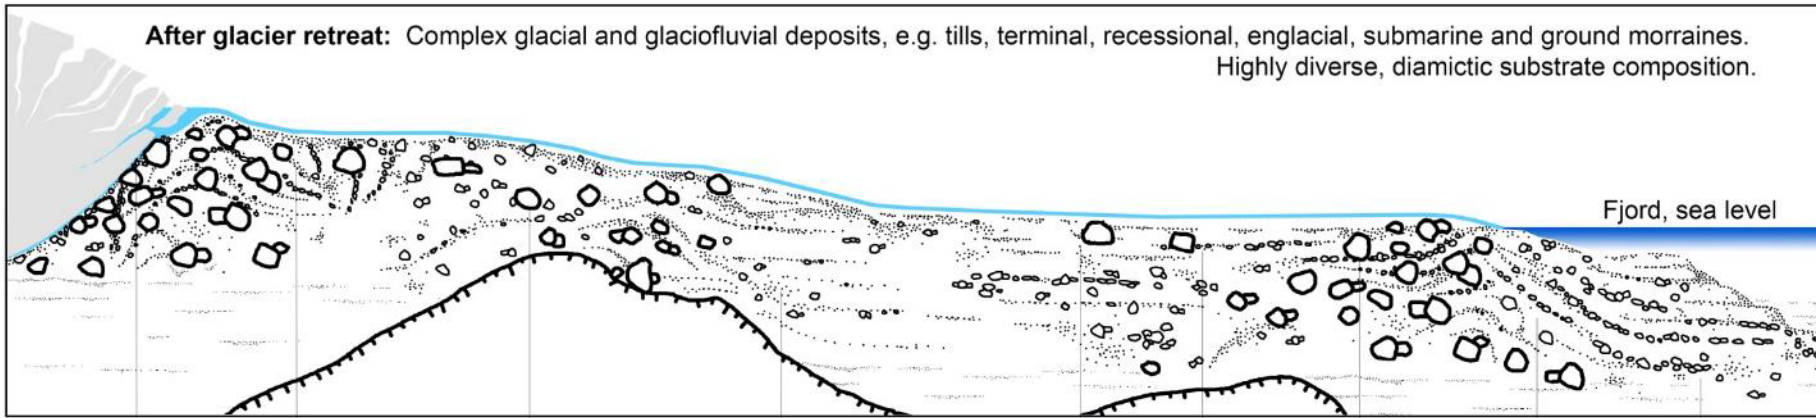 After glacier retreat: Complex glacial and glaciofluvial deposits, e.g. tills, terminal, recessional, englacial, submarine and ground morraines.
Highly diverse, diamictic substrate composition.
Fjord, sea level